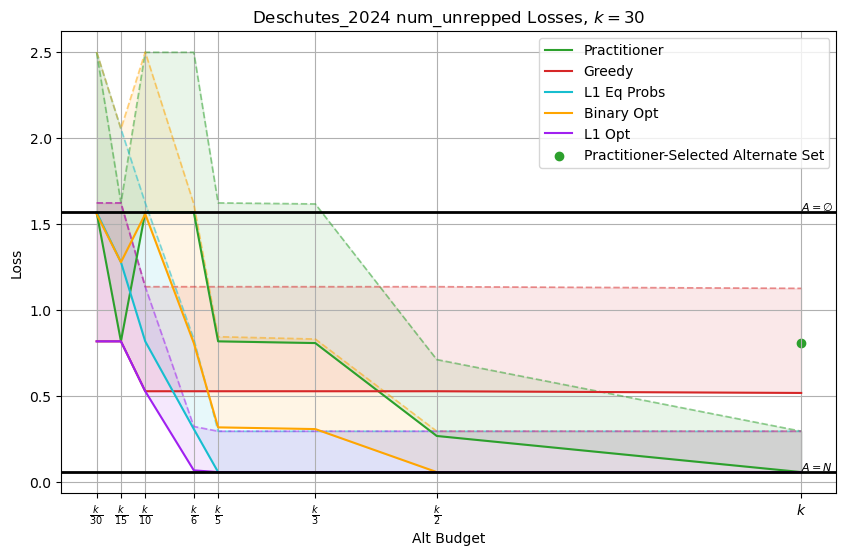 Deschutes_2024 num_unrepped Losses, k = 30
Practitioner
Greedy
L1 Eq Probs
Binary Opt
L1 Opt
Practitioner-Selected Alternate Set
2.5
2.0
1.5
1.0
0.5
0.0
Loss
A = ∅
A = N
k/30
k/15
k/10
k/6
k/5
k/3
k/2
k
Alt Budget